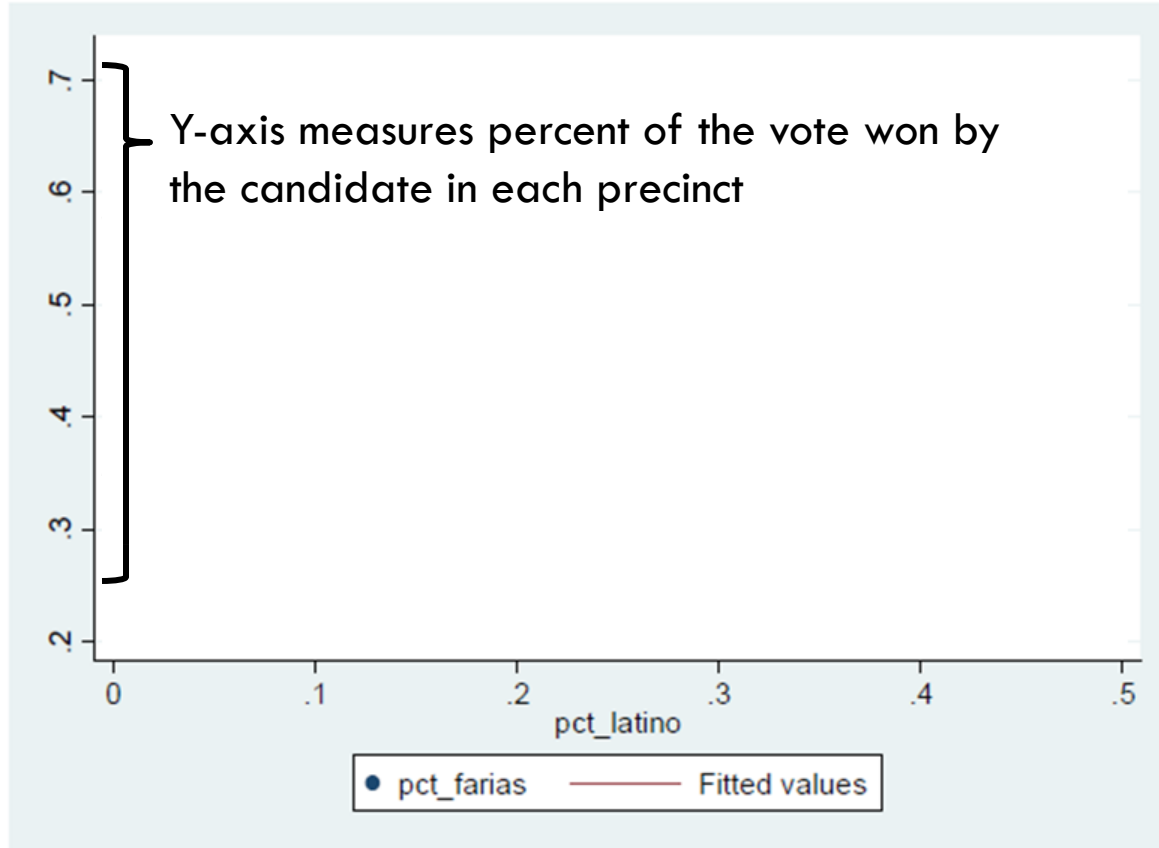 .7
Y-axis measures percent of the vote won by
the candidate in each precinct
.6
.5
.4
.3
.2
0 .1 .2 .3 .4 .5
pct_latino
pct_farias Fitted values